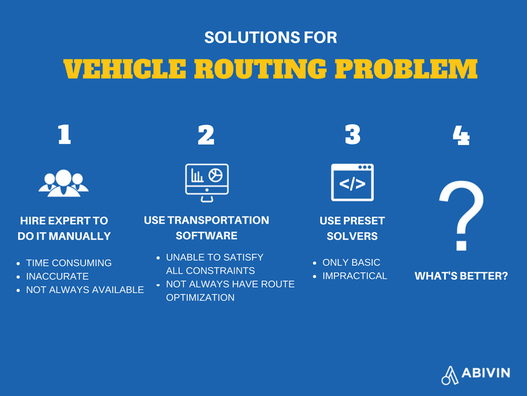 SOLUTIONS FOR
VEHICLE ROUTING PROBLEM
1
HIRE EXPERT TO
DO IT MANUALLY
• TIME CONSUMING
• INACCURATE
• NOT ALWAYS AVAILABLE
2
USE TRANSPORTATION
SOFTWARE
• UNABLE TO SATISFY
ALL CONSTRAINTS
• NOT ALWAYS HAVE ROUTE
OPTIMIZATION
3
</>
USE PRESET
SOLVERS
• ONLY BASIC
• IMPRACTICAL
4
?
WHAT'S BETTER?
ABIVIN